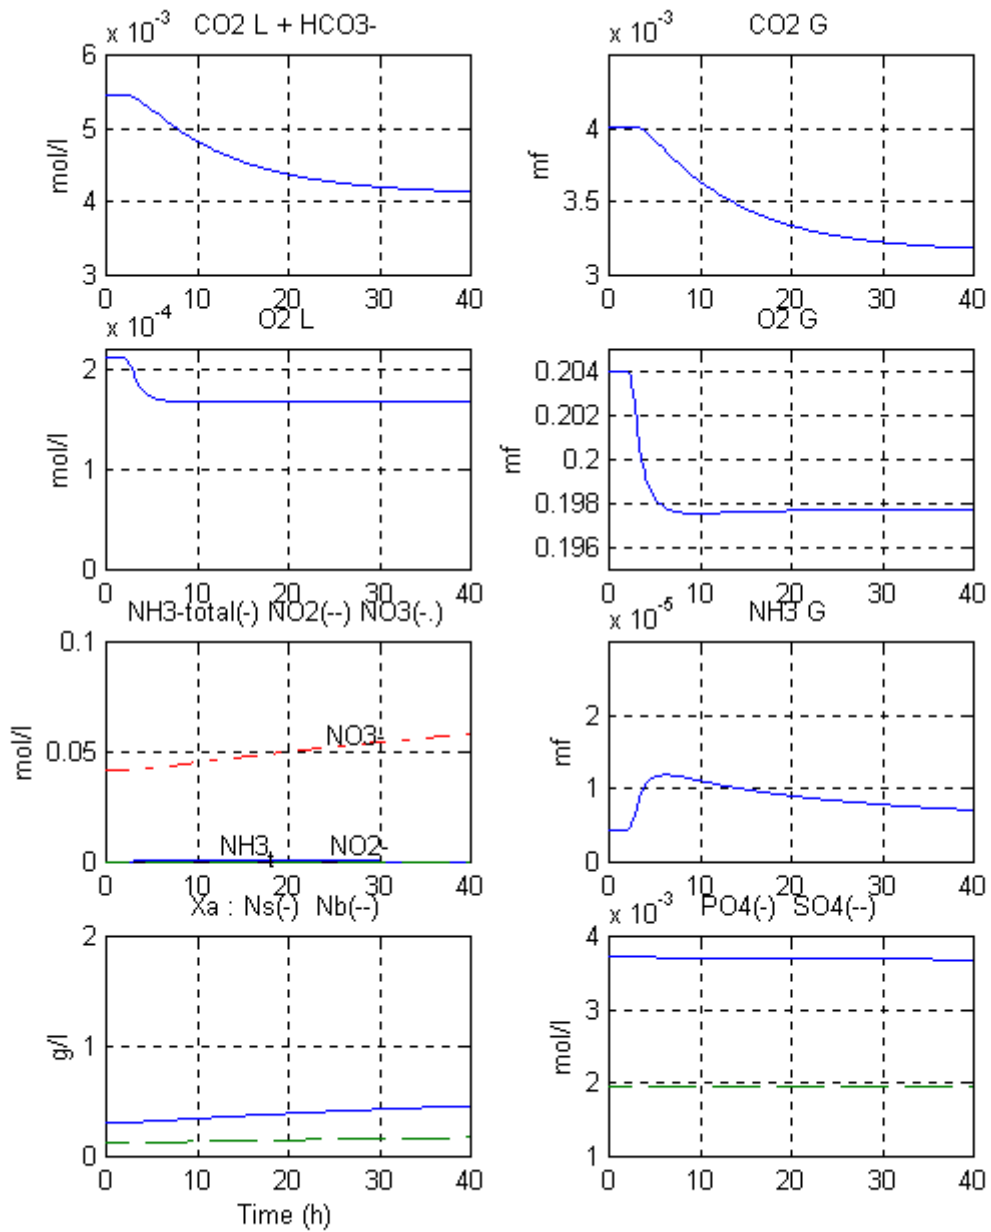 x 10-3 CO2 L + HCO3-
6
5
4
3
mol/l
0 10 20 30 40
x 10-3 CO2 G
4
3.5
3
mf
0 10 20 30 40
x 10-4 O2 L
2
1
0
mol/l
0 10 20 30 40
O2 G
0.204
0.202
0.2
0.198
0.196
mf
0 10 20 30 40
NH3-total(-) NO2(--) NO3(-.)
0.1
0.05
0
mol/l
NO3-
NH3t NO2-
0 10 20 30 40
x 10-5 NH3 G
2
1
0
mf
0 10 20 30 40
Xa : Ns(-) Nb(--)
2
1
0
g/l
0 10 20 30 40
Time (h)
x 10-3 PO4(-) SO4(--)
4
3
2
1
mol/l
0 10 20 30 40